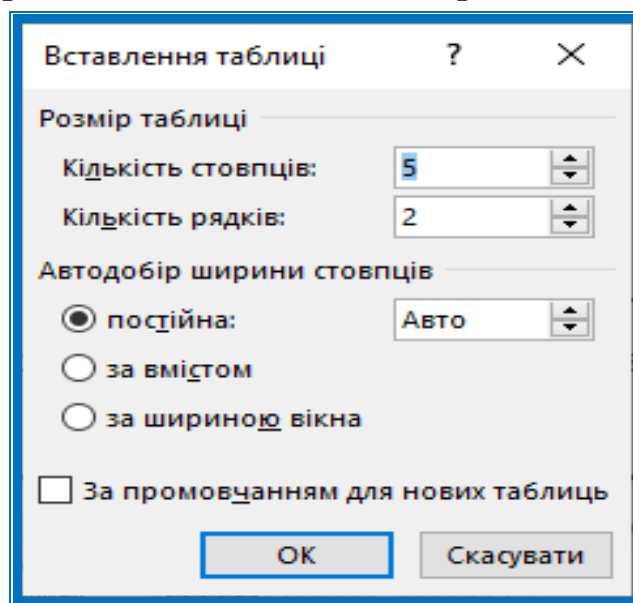 Вставлення таблиці ?
Розмір таблиці
Кількість стовпців: 5
Кількість рядків: 2
Автодобір ширини стовпців
постійна: Авто
за вмістом
за шириною вікна
За промовчанням для нових таблиць
ОК Скасувати